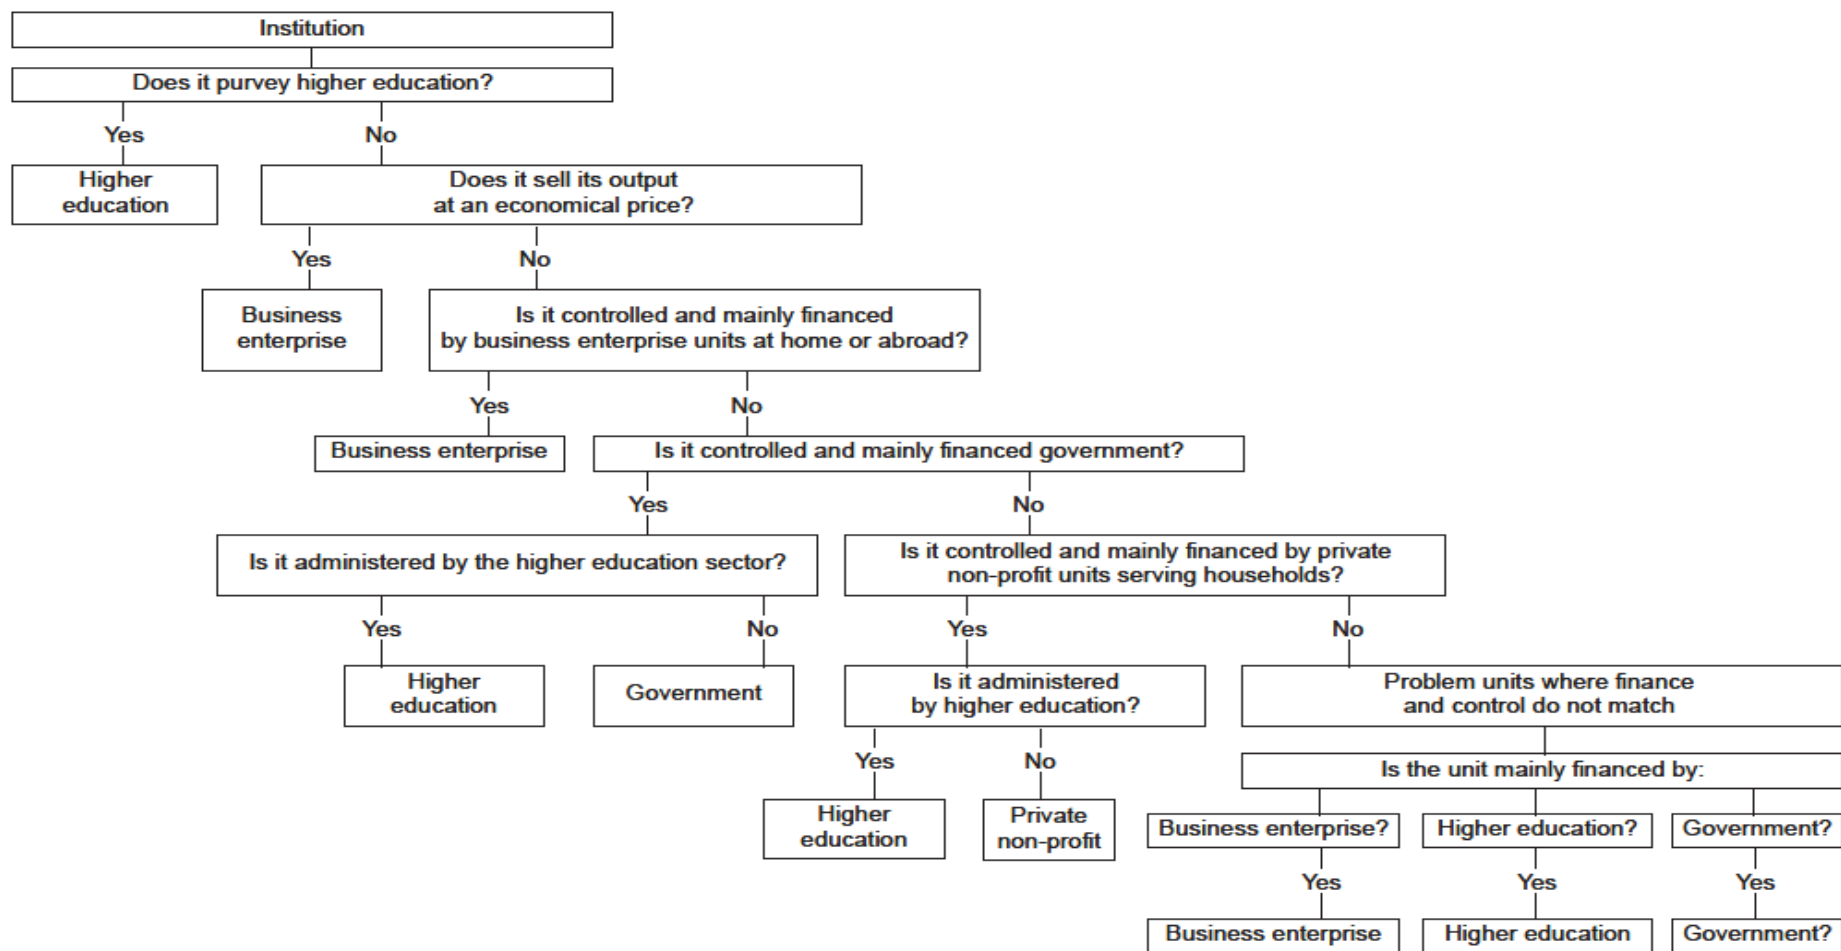 Institution
Does it purvey higher education?
Yes
No
Higher
education
Does it sell its output
at an economical price?
Yes
No
Business
enterprise
Is it controlled and mainly financed
by business enterprise units at home or abroad?
Yes
No
Business enterprise
Is it controlled and mainly financed government?
Yes
No
Is it administered by the higher education sector?
Is it controlled and mainly financed by private
non-profit units serving households?
Yes
No
Yes
No
Higher
education
Government
Is it administered
by higher education?
Problem units where finance
and control do not match
Yes
No
Is the unit mainly financed by:
Higher
education
Private
non-profit
Business enterprise?
Higher education?
Government?
Yes
Yes
Yes
Business enterprise
Higher education
Government?